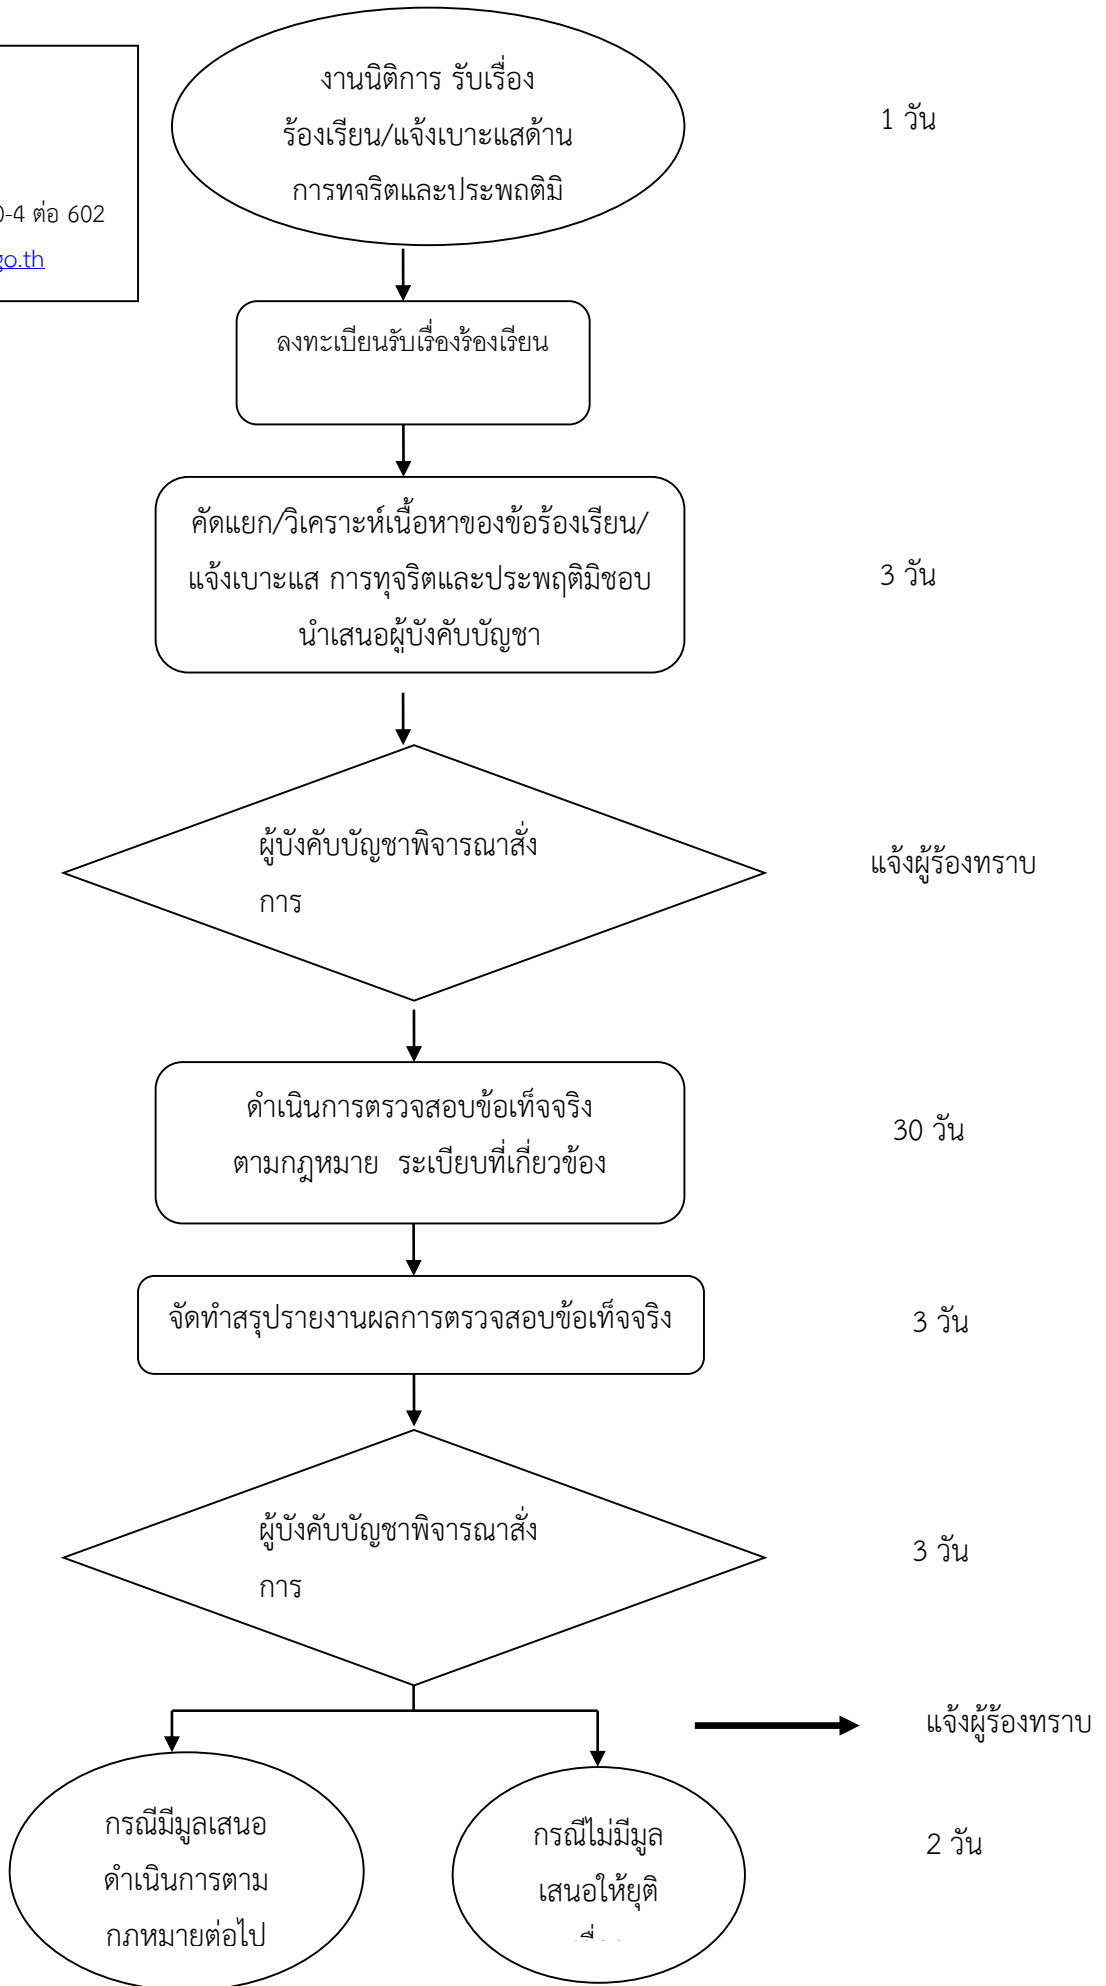 งานนิติการ รับเรื่อง
ร้องเรียน/แจ้งเบาะแสด้าน
การทุจริตและประพฤติมิ
1 วัน
0-4 ต่อ 602
go.th
ลงทะเบียนรับเรื่องร้องเรียน
คัดแยก/วิเคราะห์เนื้อหาของข้อร้องเรียน/
แจ้งเบาะแส การทุจริตและประพฤติมิชอบ
นำเสนอผู้บังคับบัญชา
3 วัน
ผู้บังคับบัญชาพิจารณาสั่ง
การ
แจ้งผู้ร้องทราบ
ดำเนินการตรวจสอบข้อเท็จจริง
ตามกฎหมาย ระเบียบที่เกี่ยวข้อง
30 วัน
จัดทำสรุปรายงานผลการตรวจสอบข้อเท็จจริง
3 วัน
ผู้บังคับบัญชาพิจารณาสั่ง
การ
3 วัน
แจ้งผู้ร้องทราบ
กรณีมีมูลเสนอ
ดำเนินการตาม
กฎหมายต่อไป
กรณีไม่มีมูล
เสนอให้ยุติ
2 วัน